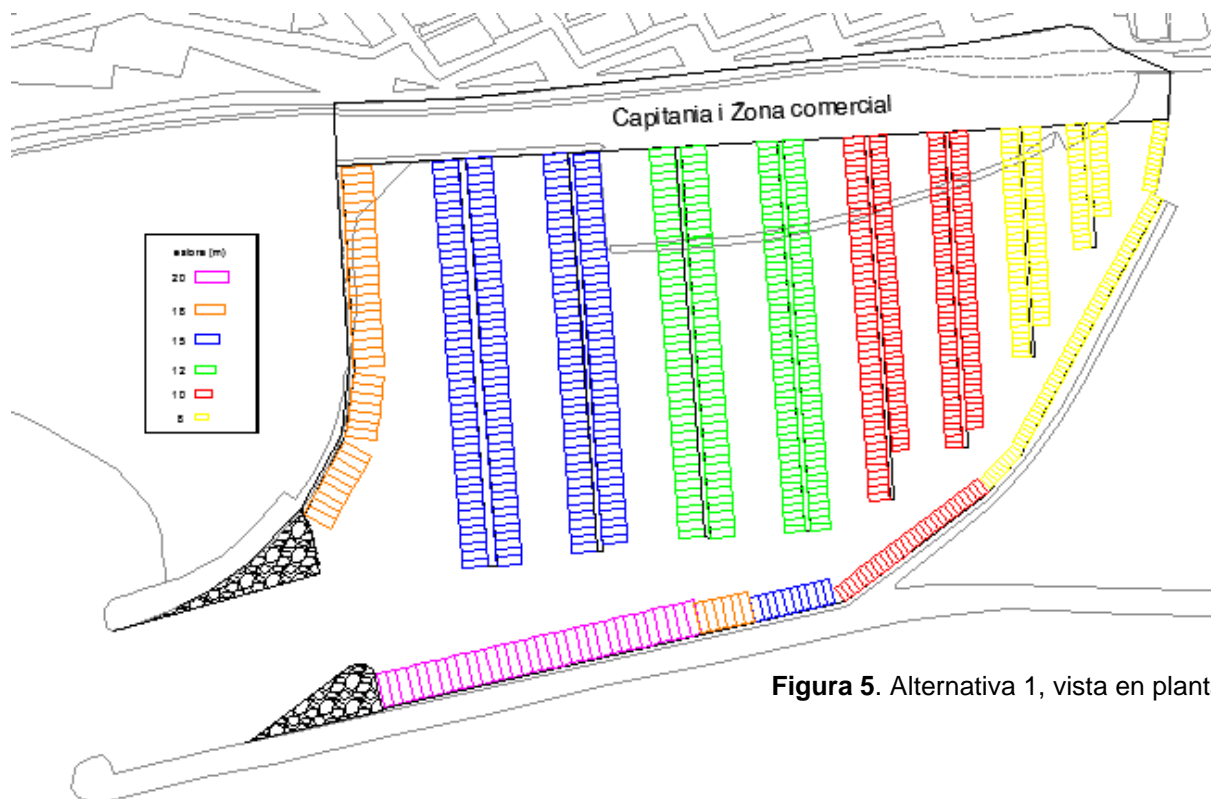 Capitania i Zona comercial
eslora (m)
20
18
15
12
10
8
Figura 5. Alternativa 1, vista en plant